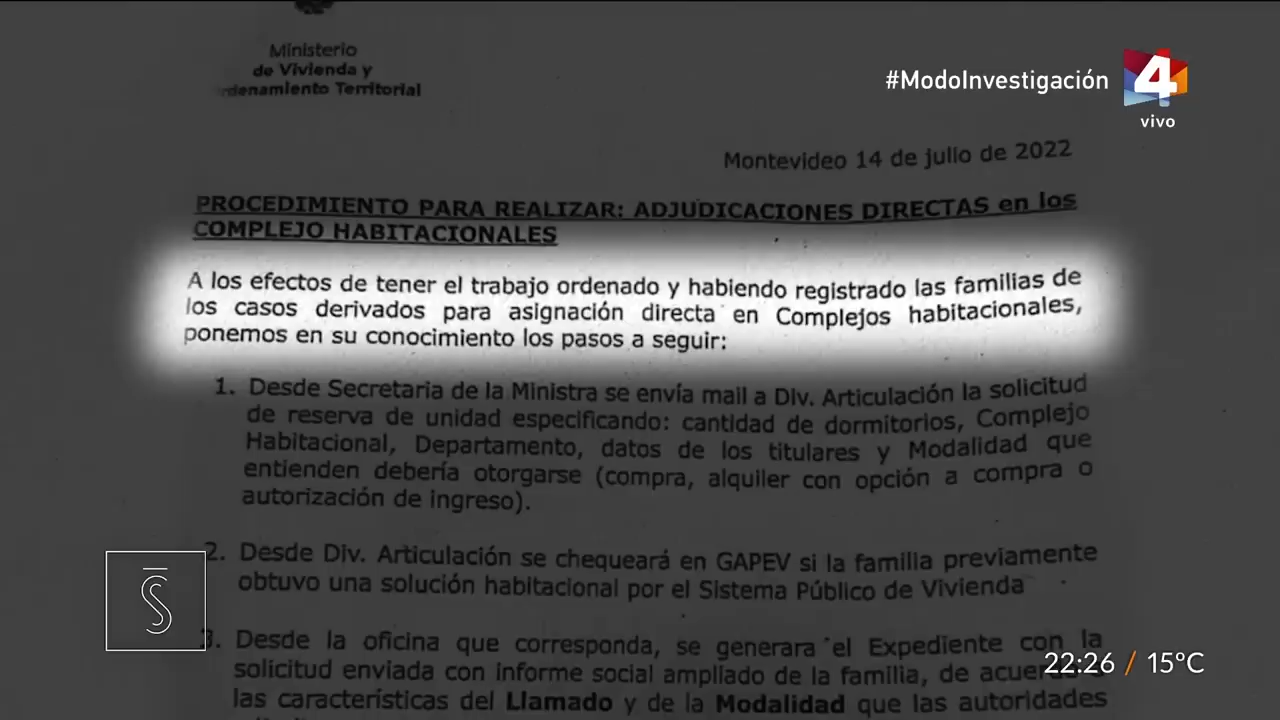 Ministerio
de Vivienda y
rdenamiento Territorial
#ModoInvestigación
4
vivo
Montevideo 14 de julio de 2022
PROCEDIMIENTO PARA REALIZAR: ADJUDICACIONES DIRECTAS en los
COMPLEJO HABITACIONALES
A los efectos de tener el trabajo ordenado y habiendo registrado las familias de
los casos derivados para asignación directa en Complejos habitacionales,
ponemos en su conocimiento los pasos a seguir:
1. Desde Secretaria de la Ministra se envía mail a Div. Articulación la solicitud
de reserva de unidad especificando: cantidad de dormitorios, Complejo
Habitacional, Departamento, datos de los titulares y Modalidad que
entienden debería otorgarse (compra, alquiler con opción a compra o
autorización de ingreso).
2. Desde Div. Articulación se chequeará en GAPEV si la familia previamente
obtuvo una solución habitacional por el Sistema Público de Vivienda
3. Desde la oficina que corresponda, se generara el Expediente con la
solicitud enviada con informe social ampliado de la familia, de acuerdo
las características del Llamado y de la Modalidad que las autoridades
S
22:26 / 15°C